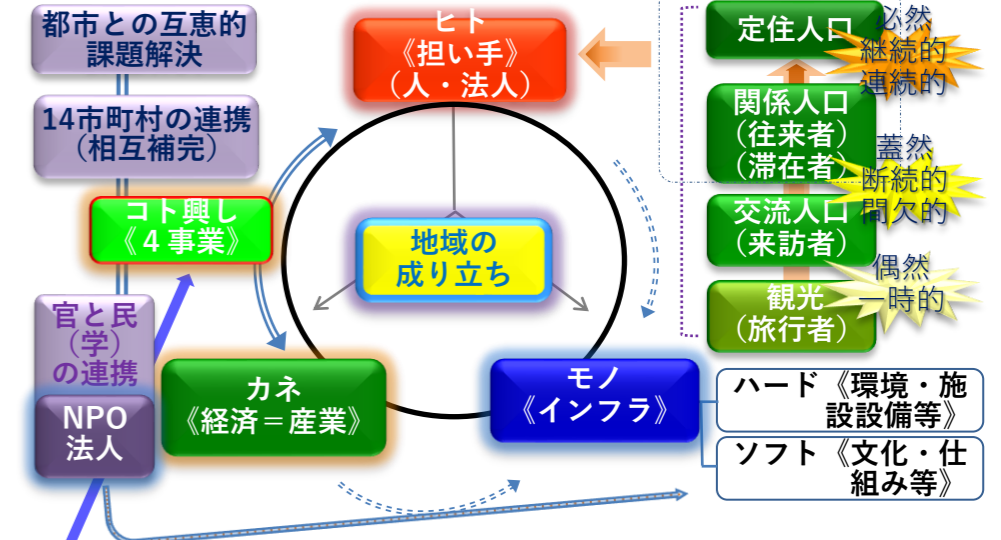 都市との互恵的
課題解決
14市町村の連携
（相互補完）
コト興し
《４事業》
官と民
（学）
の連携
NPO
法人
ヒト
《担い手》
（人・法人）
地域の
成り立ち
カネ
《経済＝産業》
モノ
《インフラ》
定住人口
必然
継続的
連続的
関係人口
（往来者）
（滞在者）
蓋然
断続的
間欠的
交流人口
（来訪者）
偶然
一時的
観光
（旅行者）
ハード《環境・施
設設備等》
ソフト《文化・仕
組み等》